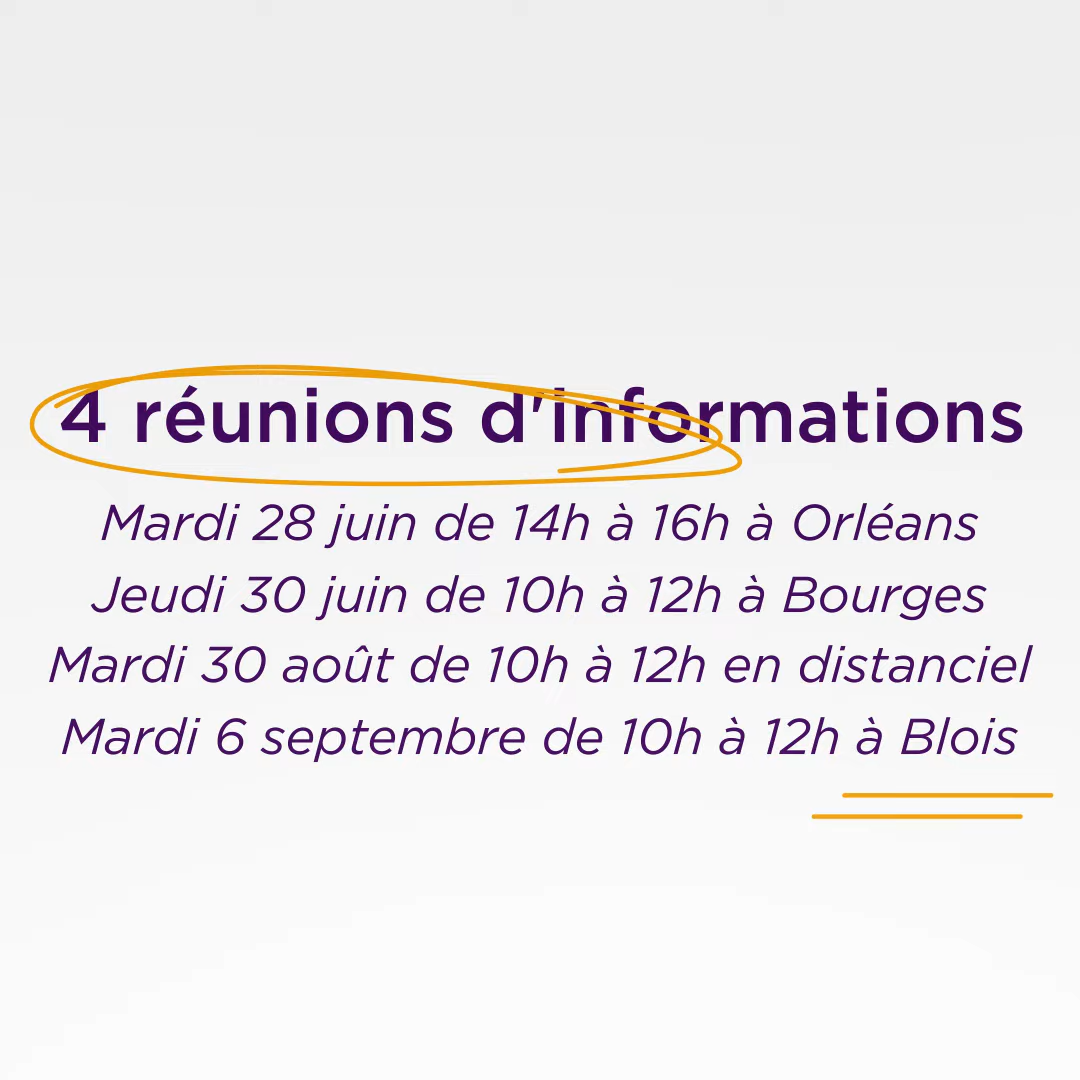 4 réunions d'informations
Mardi 28 juin de 14h à 16h à Orléans
Jeudi 30 juin de 10h à 12h à Bourges
Mardi 30 août de 10h à 12h en distanciel
Mardi 6 septembre de 10h à 12h à Blois